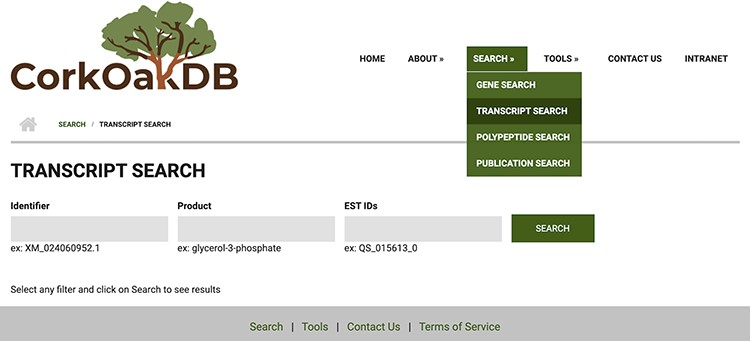 CorkOakDB
HOME ABOUT » SEARCH » TOOLS » CONTACT US INTRANET
GENE SEARCH
TRANSCRIPT SEARCH
POLYPEPTIDE SEARCH
PUBLICATION SEARCH
SEARCH / TRANSCRIPT SEARCH
TRANSCRIPT SEARCH
Identifier Product EST IDs
SEARCH
ex: XM_024060952.1 ex: glycerol-3-phosphate ex: QS_015613_0
Select any filter and click on Search to see results
Search | Tools | Contact Us | Terms of Service